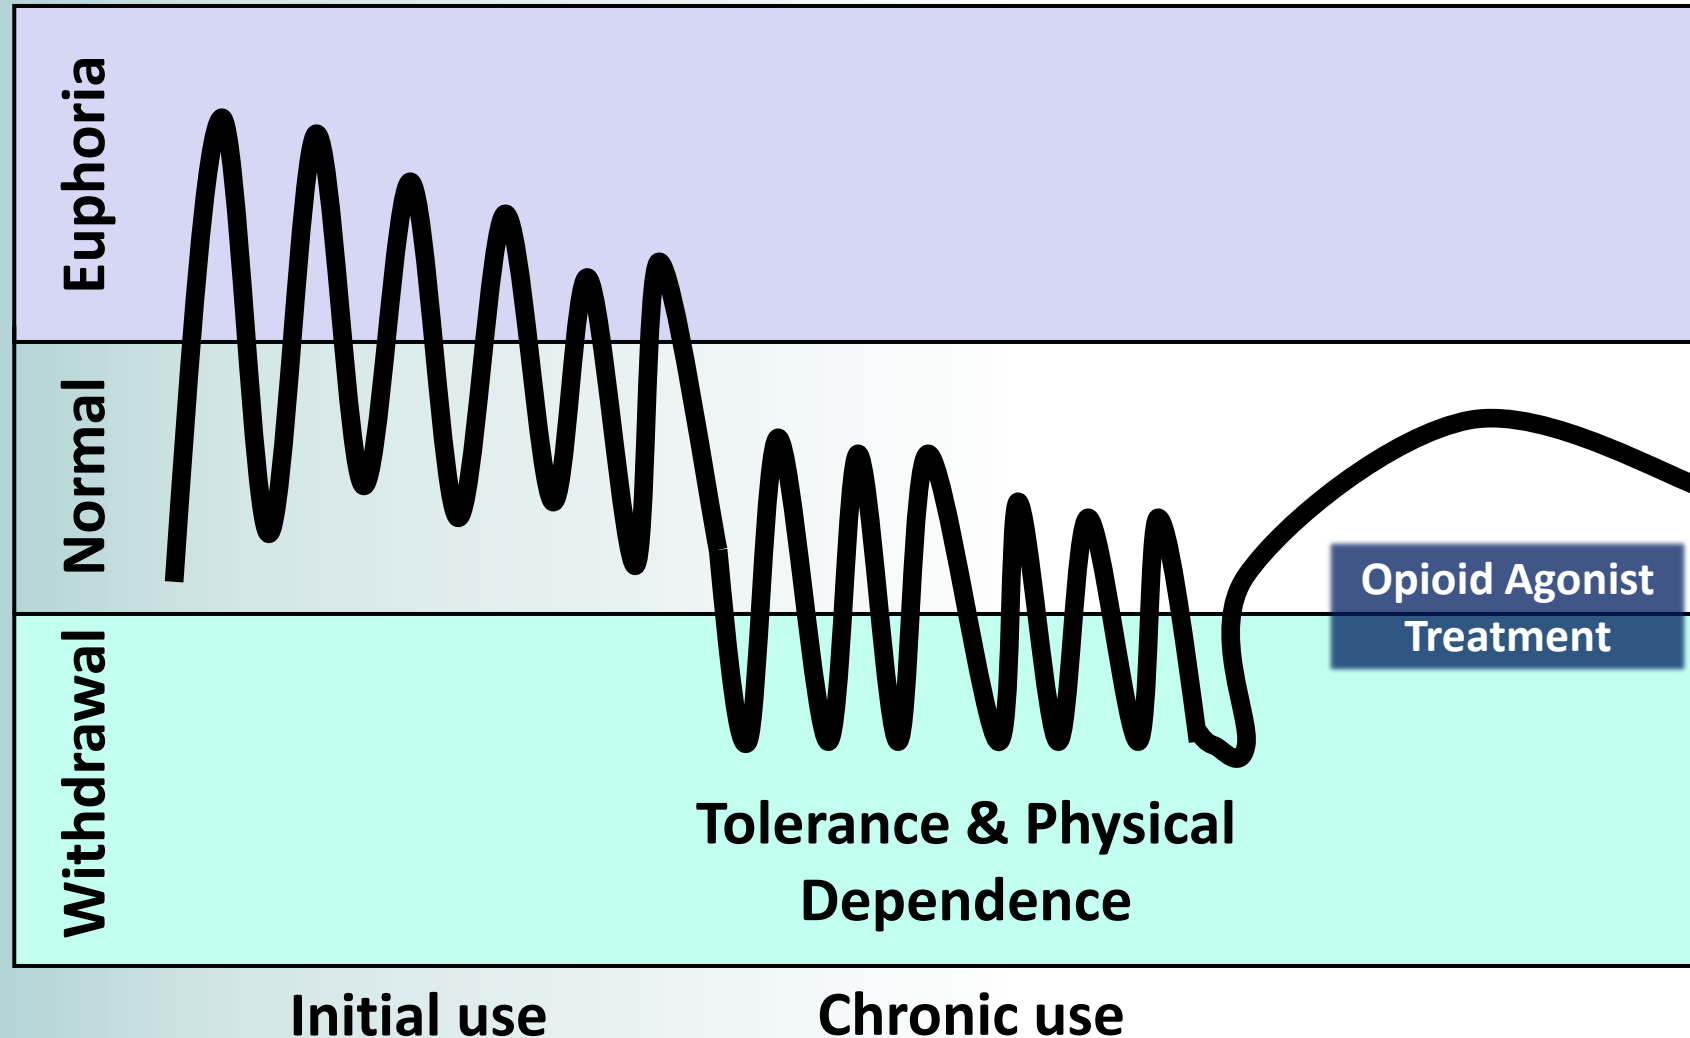 Euphoria
Normal
Withdrawal
Opioid Agonist
Treatment
Tolerance & Physical
Dependence
Initial use
Chronic use